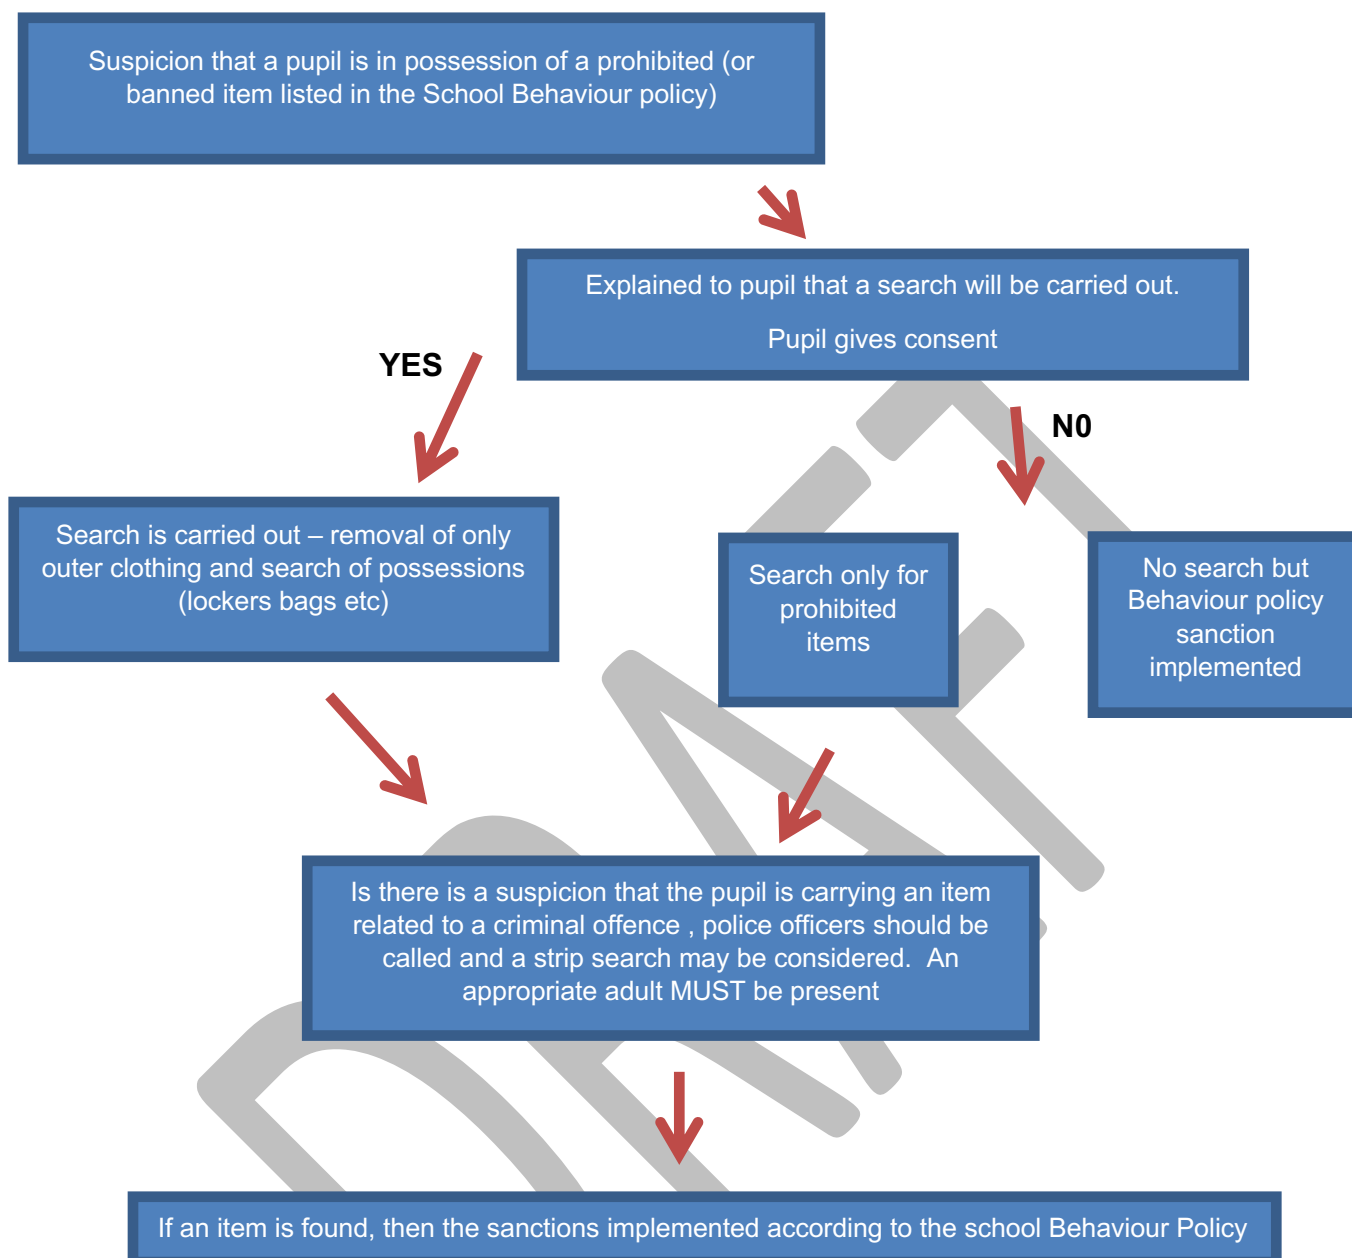 Suspicion that a pupil is in possession of a prohibited (or
banned item listed in the School Behaviour policy)
Explained to pupil that a search will be carried out.
Pupil gives consent
YES
N0
Search is carried out – removal of only
outer clothing and search of possessions
(lockers bags etc)
Search only for
prohibited
items
No search but
Behaviour policy
sanction
implemented
Is there is a suspicion that the pupil is carrying an item
related to a criminal offence , police officers should be
called and a strip search may be considered.  An
appropriate adult MUST be present
If an item is found, then the sanctions implemented according to the school Behaviour Policy
DRAFT